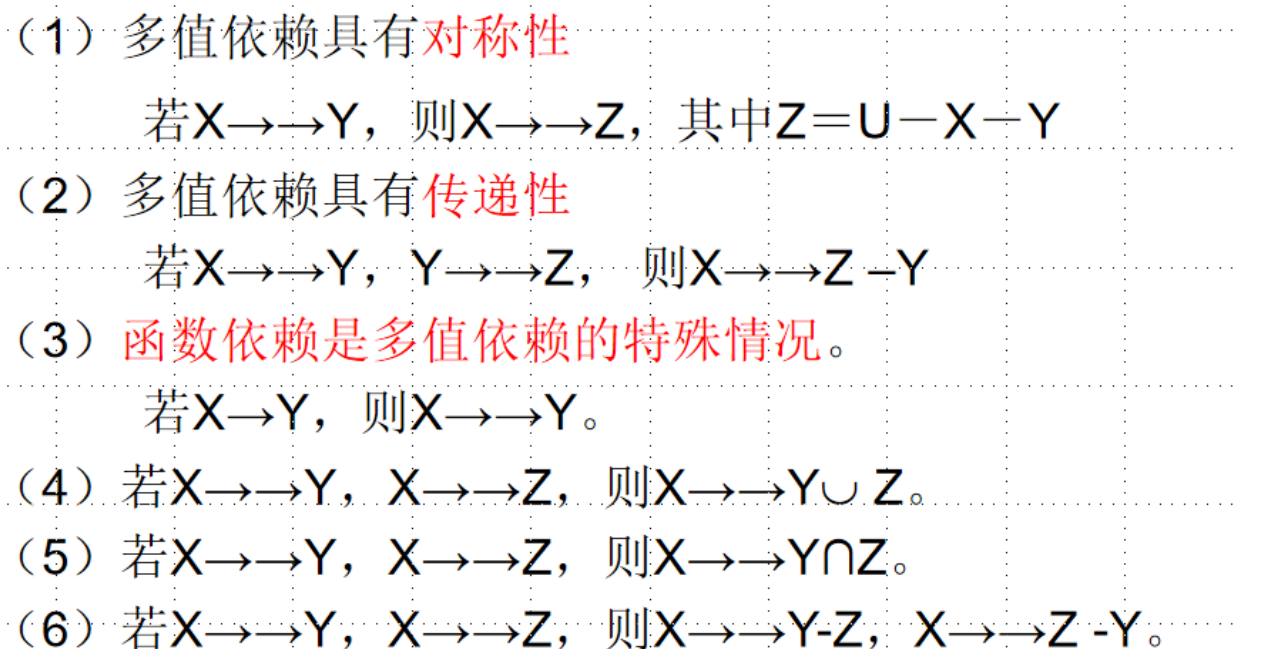 （1）多值依赖具有对称性
若X→→Y，则X→→Z，其中Z＝U－X－Y
（2）多值依赖具有传递性
若X→→Y，Y→→Z， 则X→→Z –Y
（3）函数依赖是多值依赖的特殊情况。
若X→Y，则X→→Y。
（4）若X→→Y，X→→Z，则X→→Y∪ Z。
（5）若X→→Y，X→→Z，则X→→Y∩Z。
（6）若X→→Y，X→→Z，则X→→Y-Z，X→→Z -Y。